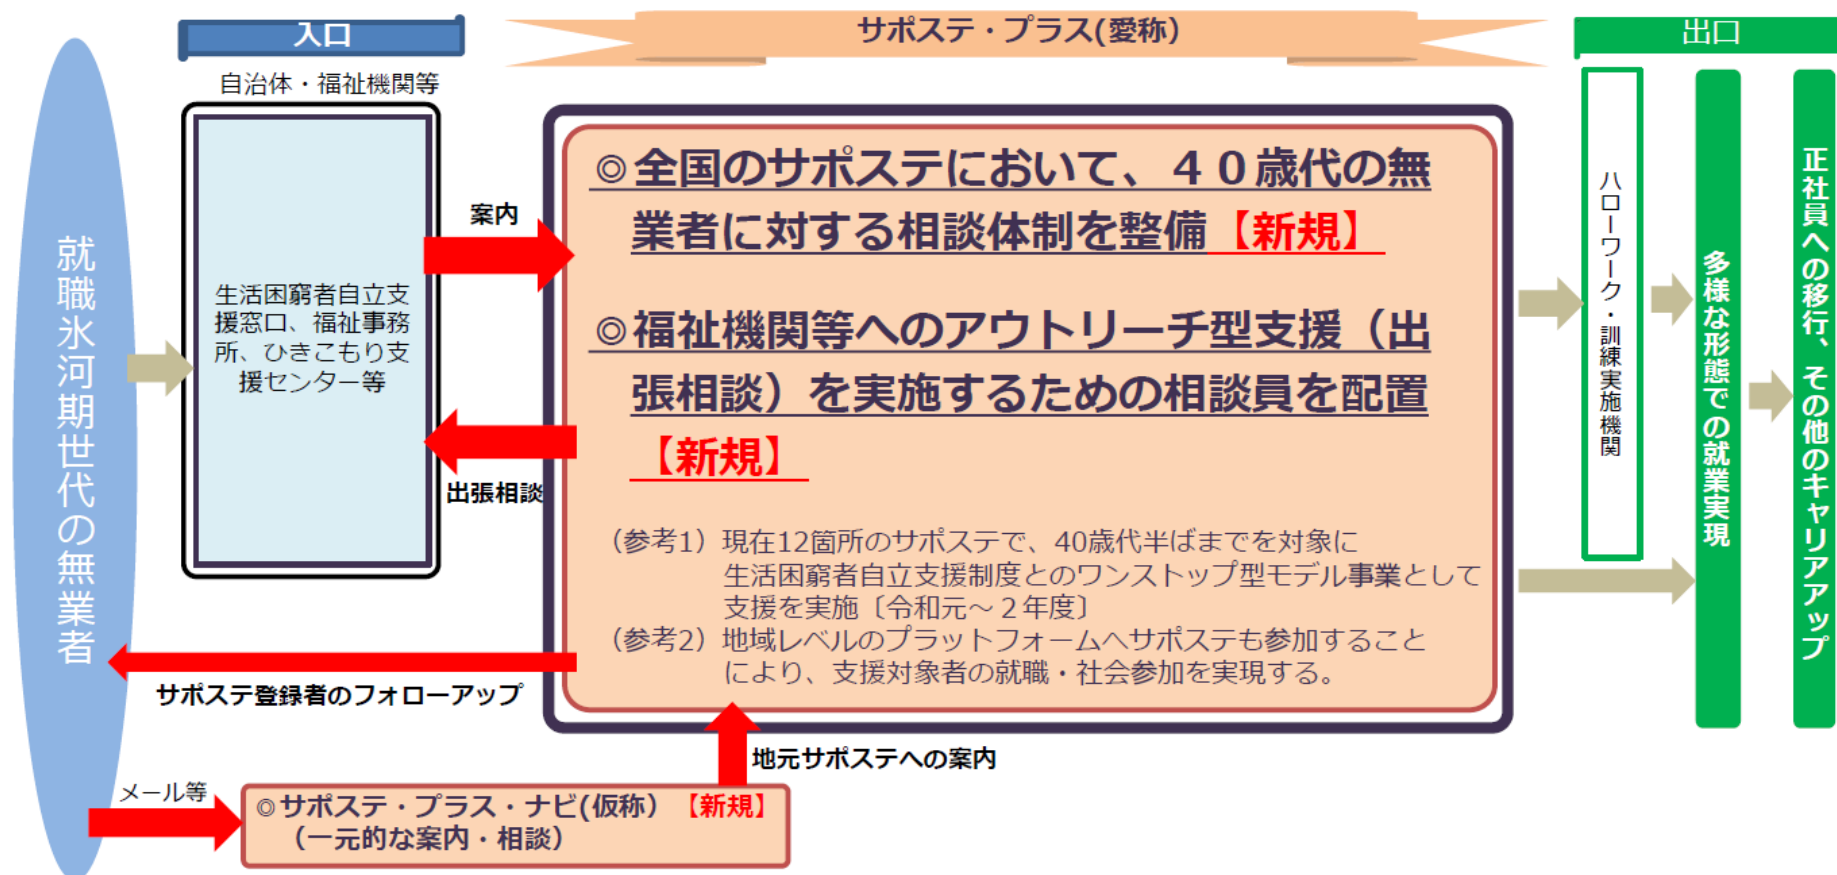 入口
サポステ・プラス(愛称)
出口
自治体・福祉機関等
就職氷河期世代の無業者
生活困窮者自立支
援窓口、福祉事務
所、ひきこもり支
援センター等
案内
出張相談
◎全国のサポステにおいて、４０歳代の無
業者に対する相談体制を整備【新規】
◎福祉機関等へのアウトリーチ型支援（出
張相談）を実施するための相談員を配置
【新規】
（参考1）現在12箇所のサポステで、40歳代半ばまでを対象に
生活困窮者自立支援制度とのワンストップ型モデル事業として
支援を実施〔令和元～２年度〕
（参考2）地域レベルのプラットフォームへサポステも参加すること
により、支援対象者の就職・社会参加を実現する。
ハローワーク・訓練実施機関
多様な形態での就業実現
正社員への移行、その他のキャリアアップ
サポステ登録者のフォローアップ
地元サポステへの案内
メール等
◎サポステ・プラス・ナビ(仮称)【新規】
（一元的な案内・相談）